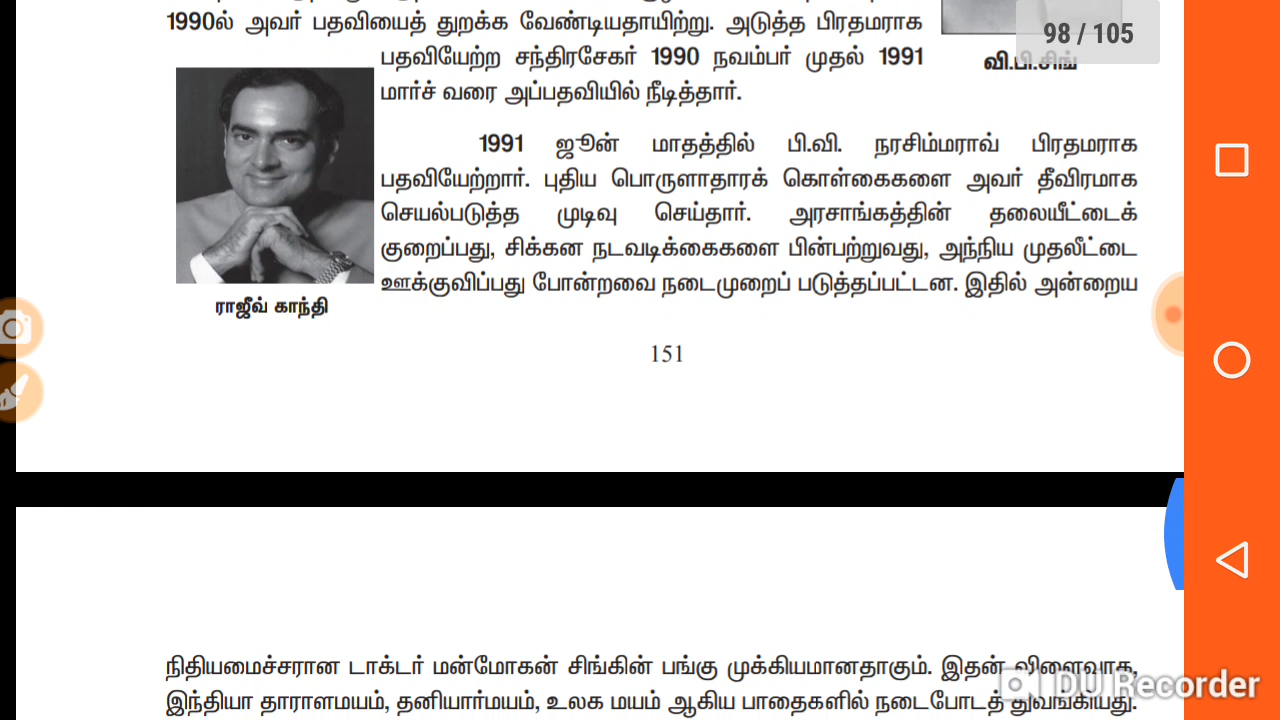 1990ல் அவர் பதவியைத் துறக்க வேண்டியதாயிற்று. அடுத்த பிரதமராக
98 / 105
பதவியேற்ற சந்திரசேகர் 1990 நவம்பர் முதல் 1991
வி.பி.சிங்
மார்ச் வரை அப்பதவியில் நீடித்தார்.
1991 ஜூன் மாதத்தில் பி.வி. நரசிம்மராவ் பிரதமராக
பதவியேற்றார். புதிய பொருளாதாரக் கொள்கைகளை அவர் தீவிரமாக
செயல்படுத்த முடிவு செய்தார். அரசாங்கத்தின் தலையீட்டைக்
குறைப்பது, சிக்கன நடவடிக்கைகளை பின்பற்றுவது, அந்நிய முதலீட்டை
ஊக்குவிப்பது போன்றவை நடைமுறைப் படுத்தப்பட்டன. இதில் அன்றைய
ராஜீவ் காந்தி
151
நிதியமைச்சரான டாக்டர் மன்மோகன் சிங்கின் பங்கு முக்கியமானதாகும். இதன் விளைவாக,
இந்தியா தாராளமயம், தனியார்மயம், உலக மயம் ஆகிய பாதைகளில் நடைபோடத் துவங்கியது.
DU Recorder